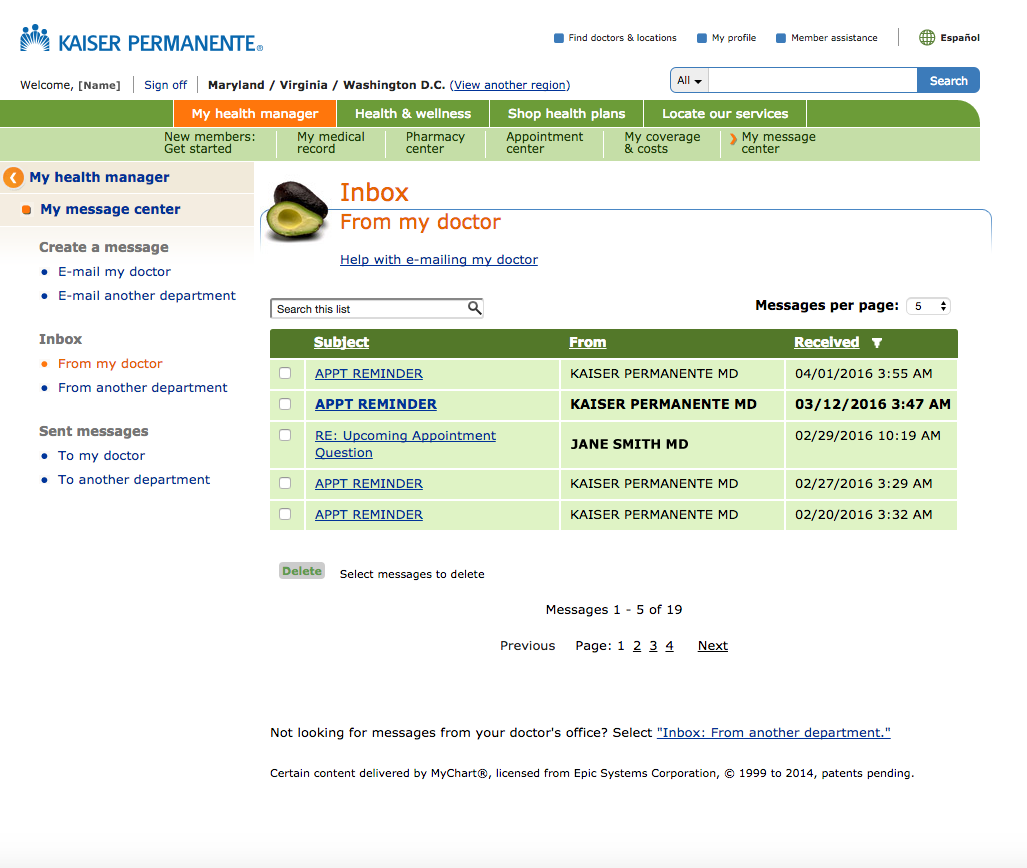 KAISER PERMANENTE®
Find doctors & locations My profile Member assistance Español
Welcome, [Name] Sign off Maryland / Virginia / Washington D.C. (View another region)
All Search
My health manager Health & wellness Shop health plans Locate our services
New members: My medical Pharmacy Appointment My coverage My message
Get started record center center & costs center
My health manager
My message center
Create a message
E-mail my doctor
E-mail another department
Inbox
From my doctor
From another department
Sent messages
To my doctor
To another department
Inbox
From my doctor
Help with e-mailing my doctor
Search this list Messages per page: 5
Subject From Received
APPT REMINDER KAISER PERMANENTE MD 04/01/2016 3:55 AM
APPT REMINDER KAISER PERMANENTE MD 03/12/2016 3:47 AM
RE: Upcoming Appointment JANE SMITH MD 02/29/2016 10:19 AM
Question
APPT REMINDER KAISER PERMANENTE MD 02/27/2016 3:29 AM
APPT REMINDER KAISER PERMANENTE MD 02/20/2016 3:32 AM
Delete Select messages to delete
Messages 1 - 5 of 19
Previous Page: 1 2 3 4 Next
Not looking for messages from your doctor's office? Select "Inbox: From another department."
Certain content delivered by MyChart®, licensed from Epic Systems Corporation, © 1999 to 2014, patents pending.